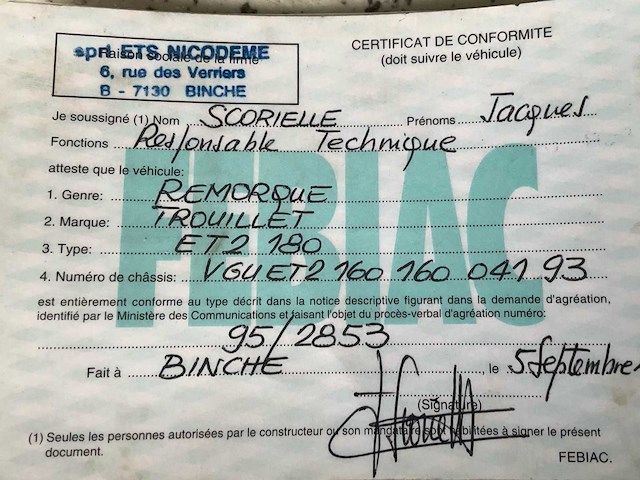 sprl ETS NICODEME
Raison sociale de la firme
6, rue des Verriers
B - 7130 BINCHE
CERTIFICAT DE CONFORMITE
(doit suivre le véhicule)
Je soussigné (1) Nom SCORIELLE Prénoms Jacques
Fonctions Responsable Technique
atteste que le véhicule:
FEBIAC
1. Genre: REMORQUE
2. Marque: TROUILLET
3. Type: ET2 180
4. Numéro de châssis: VGUET2 160 160 041 93
est entièrement conforme au type décrit dans la notice descriptive figurant dans la demande d'agréation,
identifié par le Ministère des Communications et faisant l'objet du procès-verbal d'agréation numéro:
95/2853
Fait à BINCHE le 5 Septembre
(Signature)
(1) Seules les personnes autorisées par le constructeur ou son mandataire sont habilitées à signer le présent
document.
FEBIAC.